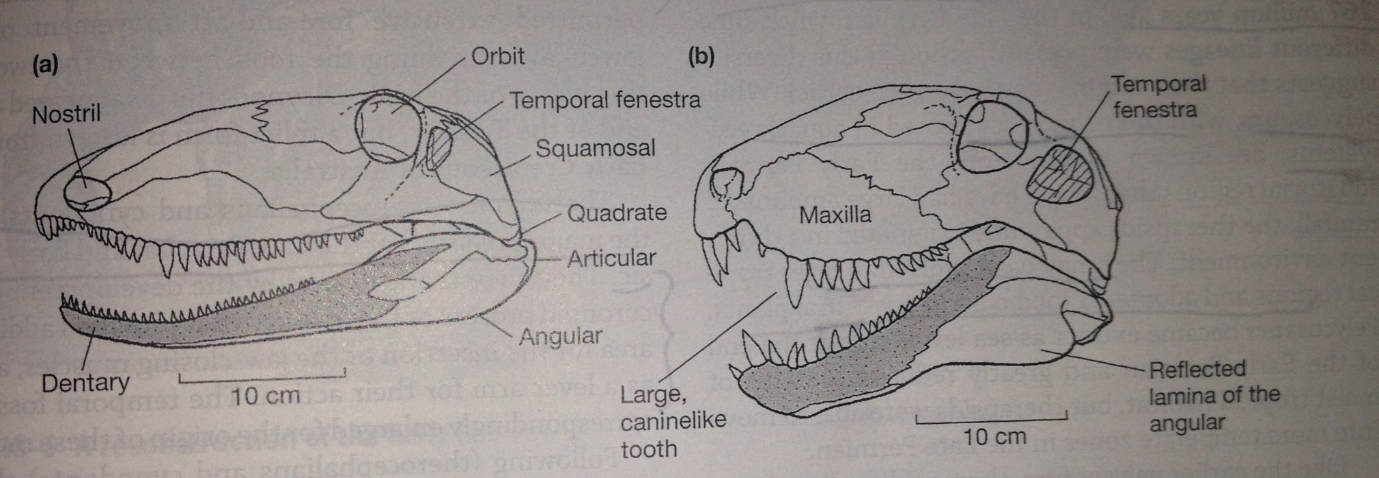 (a)
Nostril
Orbit
Temporal fenestra
Squamosal
Quadrate
Articular
Angular
Dentary
10 cm
(b)
Temporal
fenestra
Maxilla
Large,
caninelike
tooth
10 cm
Reflected
lamina of the
angular